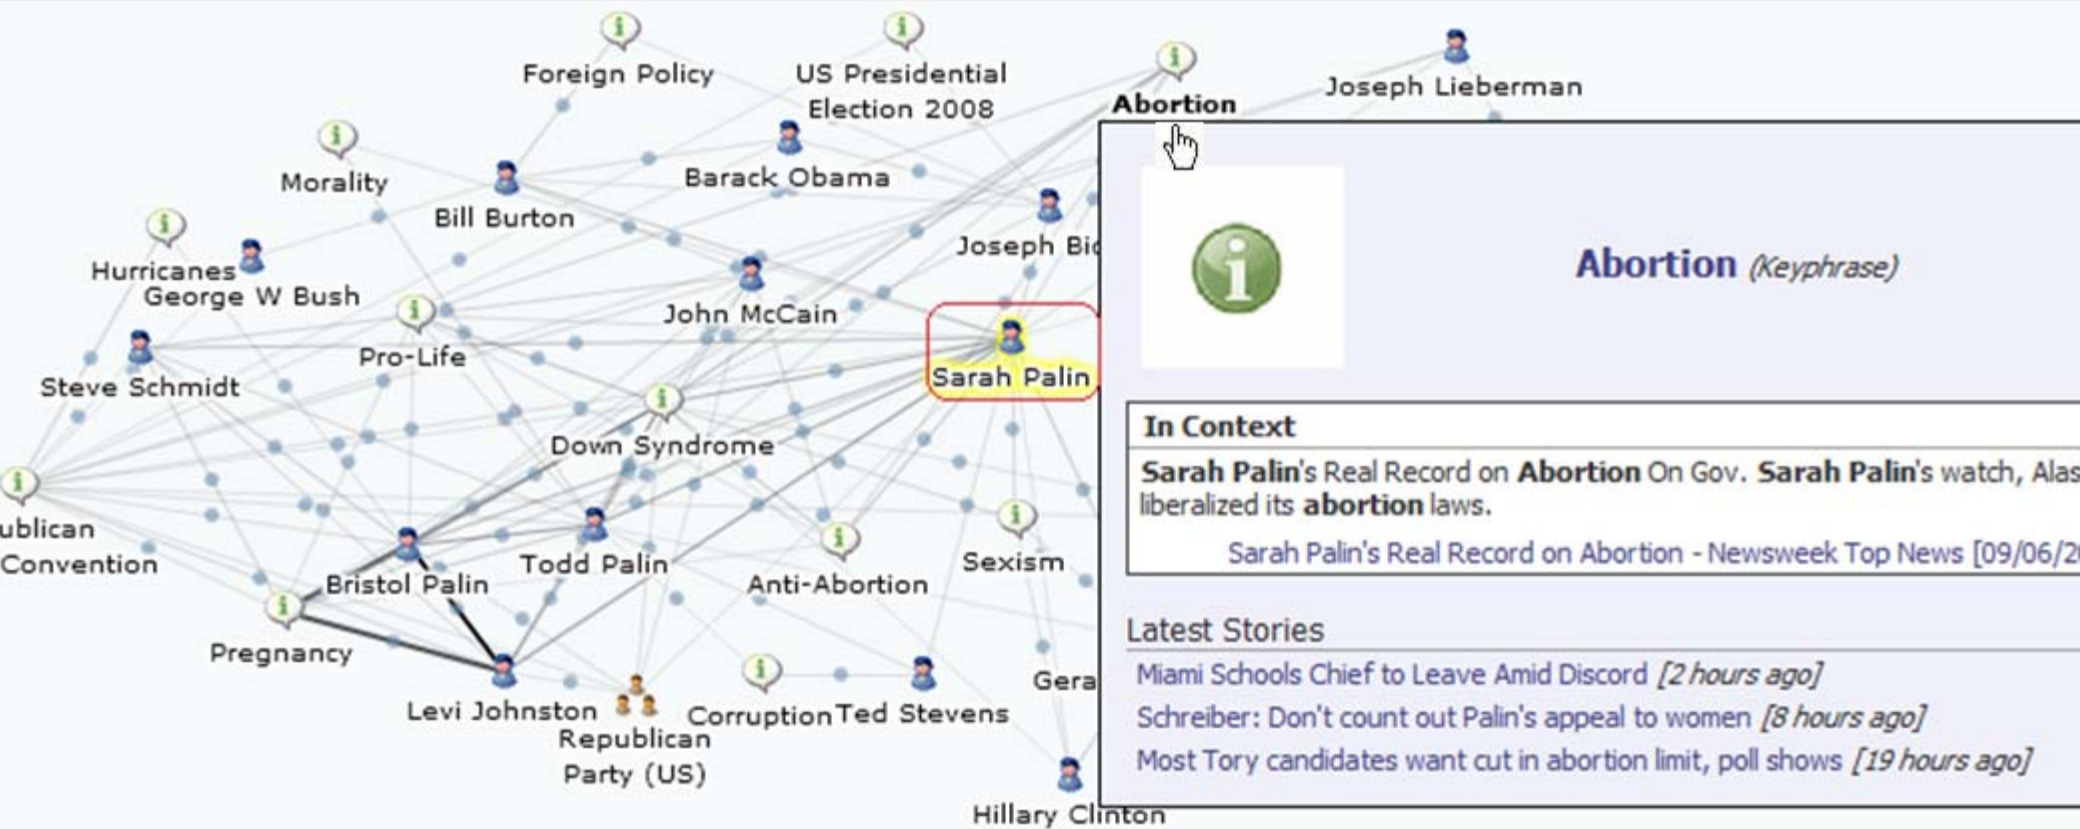 Foreign Policy
US Presidential
Election 2008
Abortion
Joseph Lieberman
Morality
Bill Burton
Barack Obama
Joseph Bi
Hurricanes
George W Bush
John McCain
Pro-Life
Steve Schmidt
Sarah Palin
Down Syndrome
ublican
Convention
Bristol Palin
Todd Palin
Anti-Abortion
Sexism
Pregnancy
Levi Johnston
Republican
Party (US)
Corruption
Ted Stevens
Gera
Hillary Clinton
Abortion (Keyphrase)
In Context
Sarah Palin's Real Record on Abortion On Gov. Sarah Palin's watch, Alas
liberalized its abortion laws.
Sarah Palin's Real Record on Abortion - Newsweek Top News [09/06/20
Latest Stories
Miami Schools Chief to Leave Amid Discord [2 hours ago]
Schreiber: Don't count out Palin's appeal to women [8 hours ago]
Most Tory candidates want cut in abortion limit, poll shows [19 hours ago]